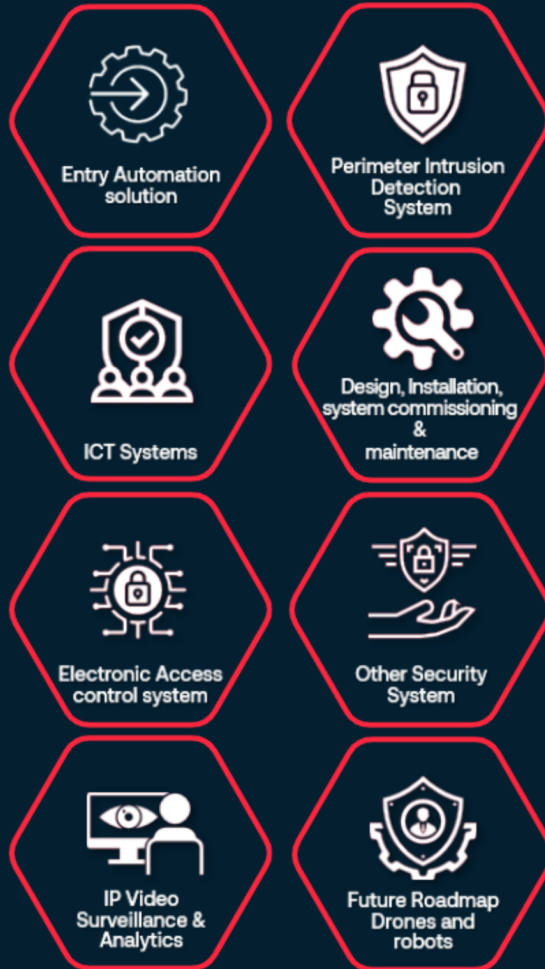 Entry Automation
solution
Perimeter Intrusion
Detection
System
ICT Systems
Design, Installation,
system commissioning
&
maintenance
Electronic Access
control system
Other Security
System
IP Video
Surveillance &
Analytics
Future Roadmap
Drones and
robots